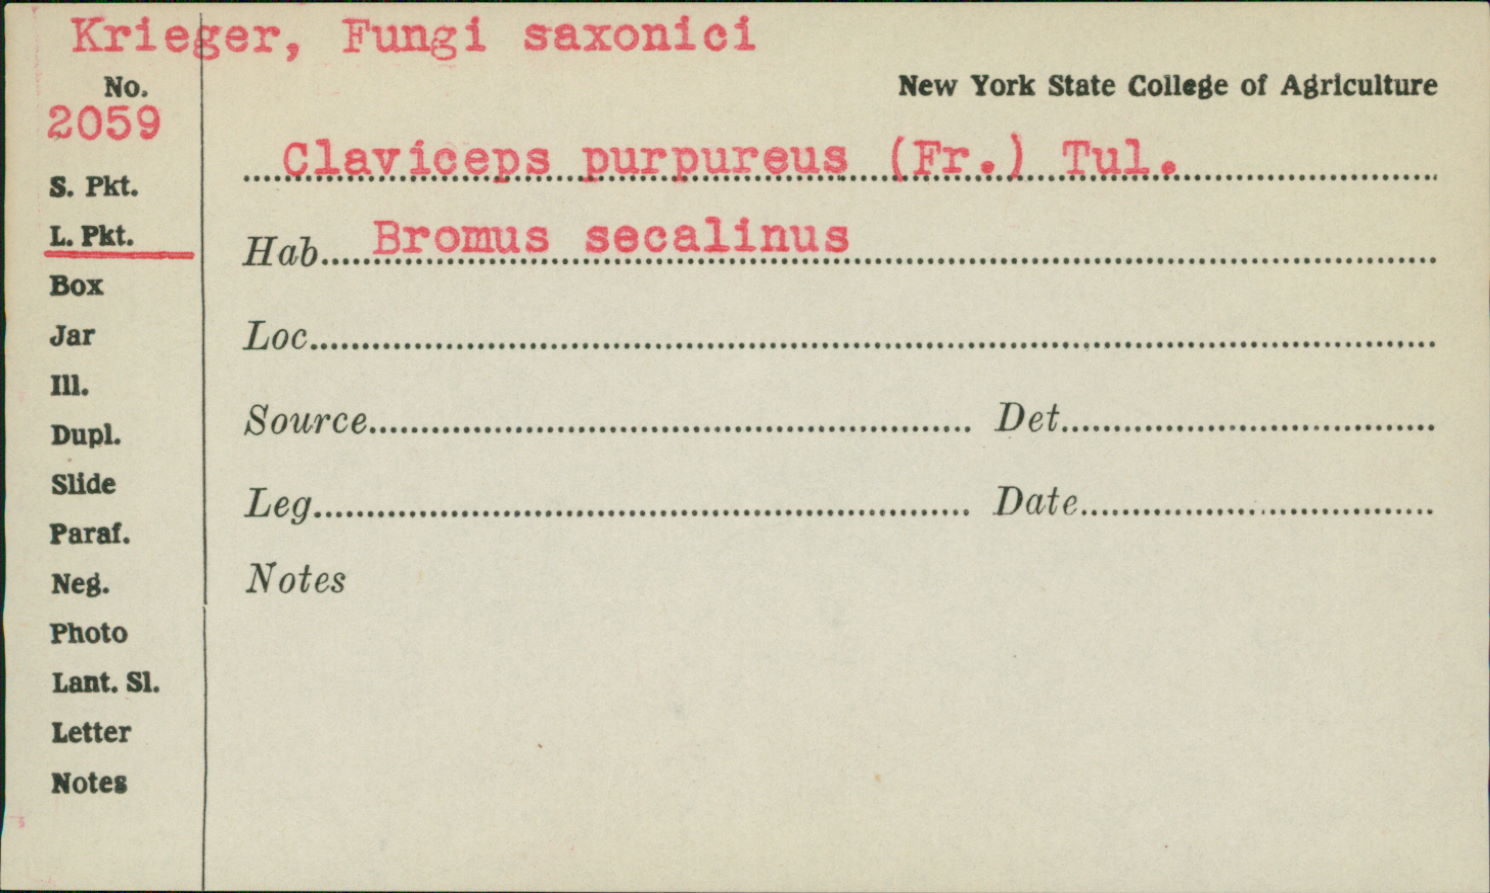 Krieger, Fungi saxonici
No.
2059
New York State College of Agriculture
Claviceps purpureus (Fr.) Tul.
S. Pkt.
L. Pkt.
Hab. Bromus secalinus
Box
Jar
Loc.
Ill.
Dupl.
Source Det.
Slide
Leg. Date
Paraf.
Neg.
Notes
Photo
Lant. Sl.
Letter
Notes